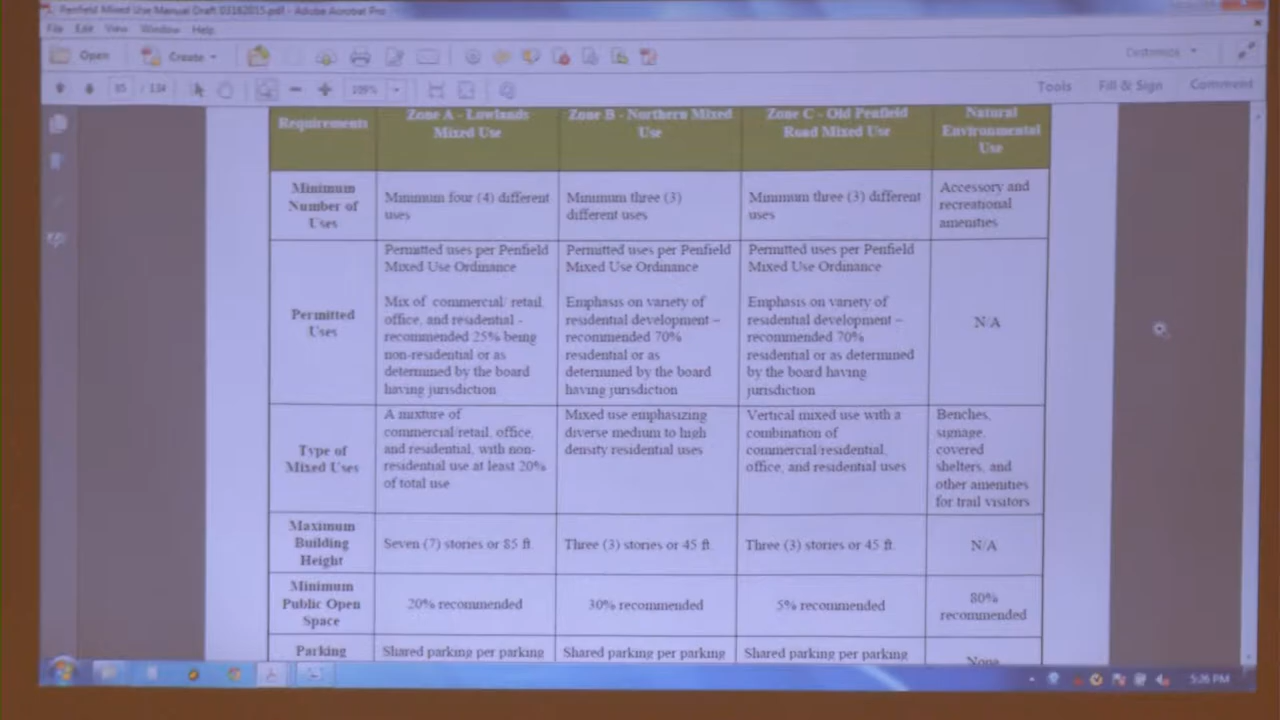 Penfield Mixed Use Manual Draft 03182015.pdf - Adobe Acrobat Pro
File Edit View Window Help
Open Create Customize
/ 134 109% Tools Fill & Sign Comment
Requirements
Zone A - Lowlands
Mixed Use
Zone B - Northern Mixed
Use
Zone C - Old Penfield
Road Mixed Use
Natural
Environmental
Use
Minimum
Number of
Uses
Minimum four (4) different
uses
Minimum three (3)
different uses
Minimum three (3) different
uses
Accessory and
recreational
amenities
Permitted
Uses
Permitted uses per Penfield
Mixed Use Ordinance
Mix of commercial/ retail,
office, and residential -
recommended 25% being
non-residential or as
determined by the board
having jurisdiction
Permitted uses per Penfield
Mixed Use Ordinance
Emphasis on variety of
residential development –
recommended 70%
residential or as
determined by the board
having jurisdiction
Permitted uses per Penfield
Mixed Use Ordinance
Emphasis on variety of
residential development –
recommended 70%
residential or as determined
by the board having
jurisdiction
N/A
Type of
Mixed Uses
A mixture of
commercial/retail, office,
and residential, with non-
residential use at least 20%
of total use
Mixed use emphasizing
diverse medium to high
density residential uses
Vertical mixed use with a
combination of
commercial/residential,
office, and residential uses
Benches,
signage,
covered
shelters, and
other amenities
for trail visitors
Maximum
Building
Height
Seven (7) stories or 85 ft.
Three (3) stories or 45 ft.
Three (3) stories or 45 ft.
N/A
Minimum
Public Open
Space
20% recommended
30% recommended
5% recommended
80%
recommended
Parking
Shared parking per parking
Shared parking per parking
Shared parking per parking
None
5:26 PM